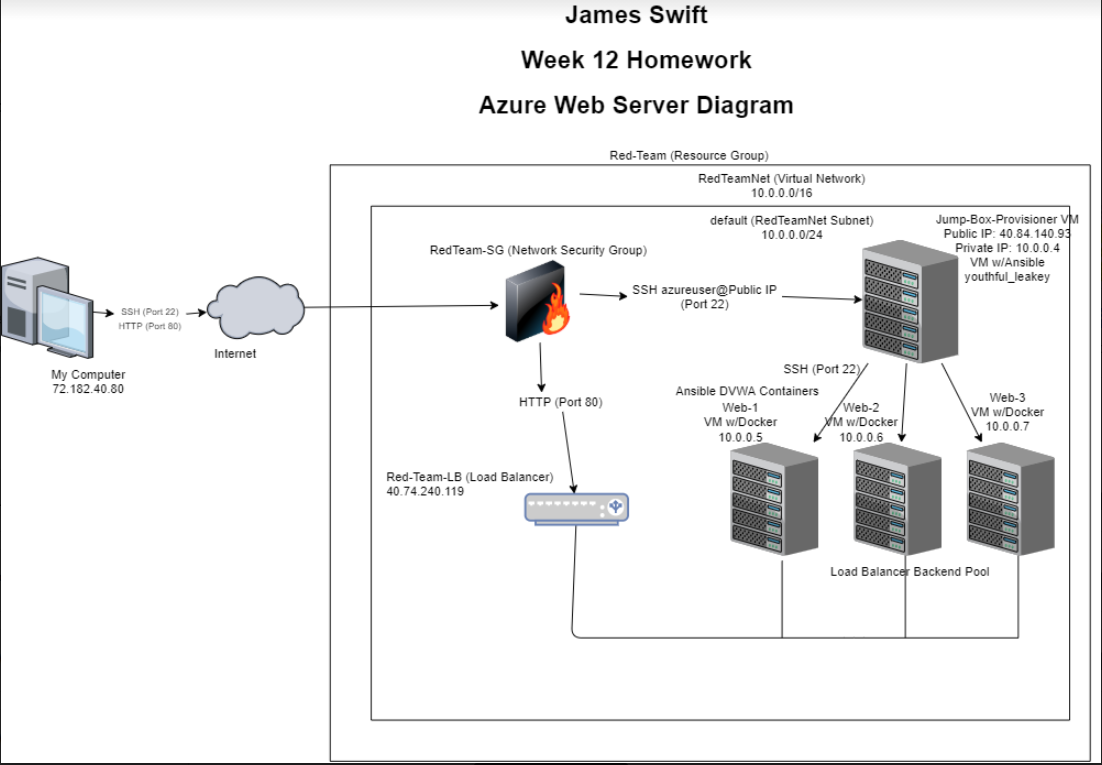 James Swift
Week 12 Homework
Azure Web Server Diagram
Red-Team (Resource Group)
RedTeamNet (Virtual Network)
10.0.0.0/16
default (RedTeamNet Subnet)
10.0.0.0/24
Jump-Box-Provisioner VM
Public IP: 40.84.140.93
Private IP: 10.0.0.4
VM w/Ansible
youthful_leakey
RedTeam-SG (Network Security Group)
SSH azureuser@Public IP
(Port 22)
SSH (Port 22)
HTTP (Port 80)
Internet
My Computer
72.182.40.80
HTTP (Port 80)
SSH (Port 22)
Ansible DVWA Containers
Web-1
VM w/Docker
10.0.0.5
Web-2
VM w/Docker
10.0.0.6
Web-3
VM w/Docker
10.0.0.7
Red-Team-LB (Load Balancer)
40.74.240.119
Load Balancer Backend Pool